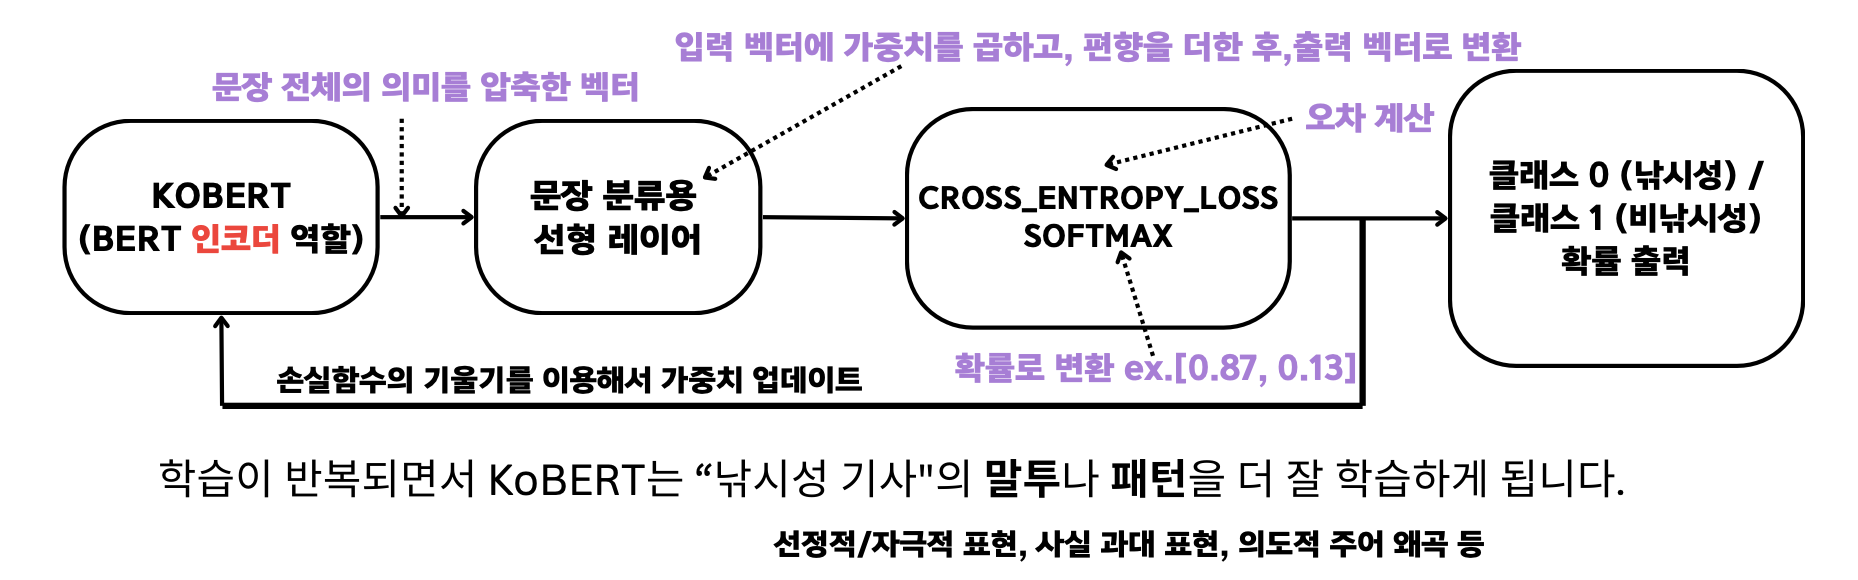 입력 벡터에 가중치를 곱하고, 편향을 더한 후,출력 벡터로 변환
문장 전체의 의미를 압축한 벡터
오차 계산
KOBERT
(BERT 인코더 역할)
문장 분류용
선형 레이어
CROSS_ENTROPY_LOSS
SOFTMAX
클래스 0 (낚시성) /
클래스 1 (비낚시성)
확률 출력
확률로 변환 ex.[0.87, 0.13]
손실함수의 기울기를 이용해서 가중치 업데이트
학습이 반복되면서 KoBERT는 “낚시성 기사"의 말투나 패턴을 더 잘 학습하게 됩니다.
선정적/자극적 표현, 사실 과대 표현, 의도적 주어 왜곡 등